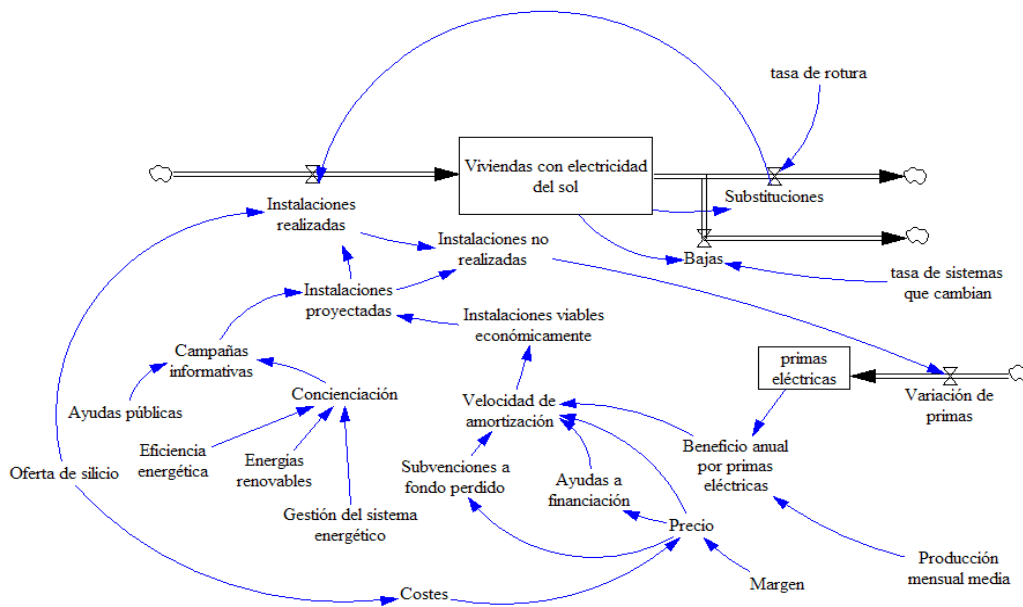 tasa de rotura
Viviendas con electricidad
del sol
Substituciones
Instalaciones
realizadas
Instalaciones no
realizadas
Bajas
tasa de sistemas
que cambian
Instalaciones
proyectadas
Instalaciones viables
económicamente
Campañas
informativas
primas
eléctricas
Variación de
primas
Ayudas públicas
Concienciación
Velocidad de
amortización
Eficiencia
energética
Energías
renovables
Oferta de silicio
Subvenciones a
fondo perdido
Ayudas a
financiación
Beneficio anual
por primas
eléctricas
Gestión del sistema
energético
Precio
Producción
mensual media
Margen
Costes